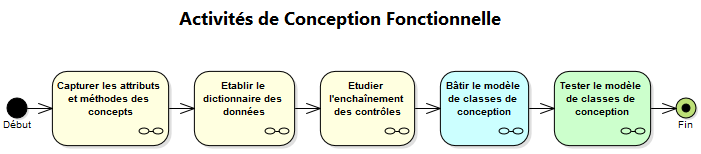 Activités de Conception Fonctionnelle
Début
Capturer les attributs
et méthodes des
concepts
Etablir le
dictionnaire des
données
Etudier
l'enchaînement
des contrôles
Bâtir le modèle
de classes de
conception
Tester le modèle
de classes de
conception
Fin